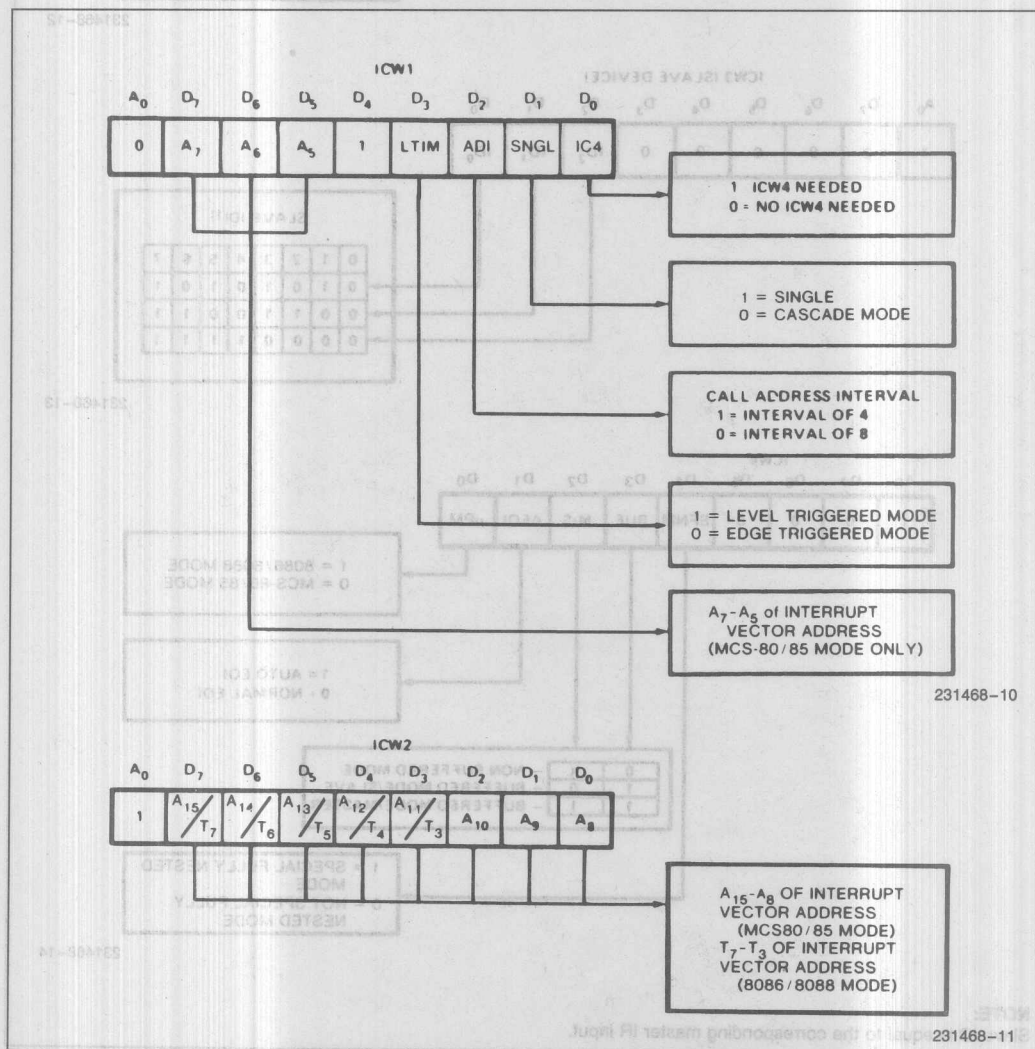 ICW1
A0 D7 D6 D5 D4 D3 D2 D1 D0
0 A7 A6 A5 1 LTIM ADI SNGL IC4
1 ICW4 NEEDED
0 = NO ICW4 NEEDED
1 = SINGLE
0 = CASCADE MODE
CALL ADDRESS INTERVAL
1 = INTERVAL OF 4
0 = INTERVAL OF 8
1 = LEVEL TRIGGERED MODE
0 = EDGE TRIGGERED MODE
A7-A5 of INTERRUPT
VECTOR ADDRESS
(MCS-80/85 MODE ONLY)
231468-10
ICW2
A0 D7 D6 D5 D4 D3 D2 D1 D0
1 A15/T7 A14/T6 A13/T5 A12/T4 A11/T3 A10 A9 A8
A15-A8 OF INTERRUPT
VECTOR ADDRESS
(MCS80/85 MODE)
T7-T3 OF INTERRUPT
VECTOR ADDRESS
(8086/8088 MODE)
231468-11